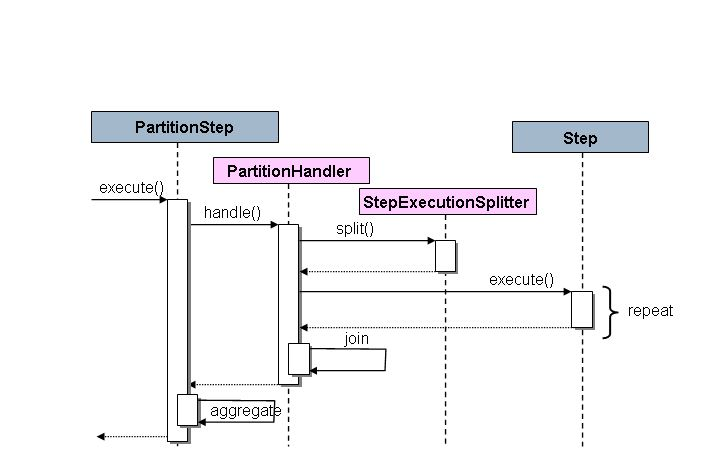 PartitionStep
Step
PartitionHandler
execute()
StepExecutionSplitter
handle()
split()
execute()
repeat
join
aggregate